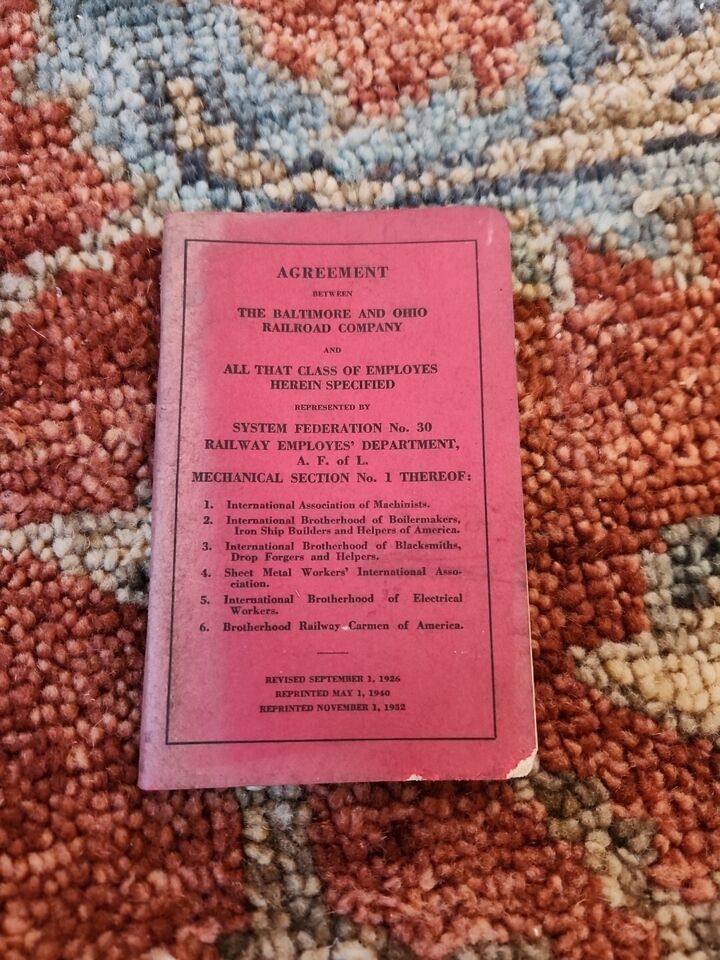 AGREEMENT
BETWEEN
THE BALTIMORE AND OHIO
RAILROAD COMPANY
AND
ALL THAT CLASS OF EMPLOYES
HEREIN SPECIFIED
REPRESENTED BY
SYSTEM FEDERATION No. 30
RAILWAY EMPLOYES' DEPARTMENT,
A. F. of L.
MECHANICAL SECTION No. 1 THEREOF:
1. International Association of Machinists.
2. International Brotherhood of Boilermakers,
Iron Ship Builders and Helpers of America.
3. International Brotherhood of Blacksmiths,
Drop Forgers and Helpers.
4. Sheet Metal Workers' International Asso-
ciation.
5. International Brotherhood of Electrical
Workers.
6. Brotherhood Railway Carmen of America.
REVISED SEPTEMBER 1, 1926
REPRINTED MAY 1, 1940
REPRINTED NOVEMBER 1, 1952